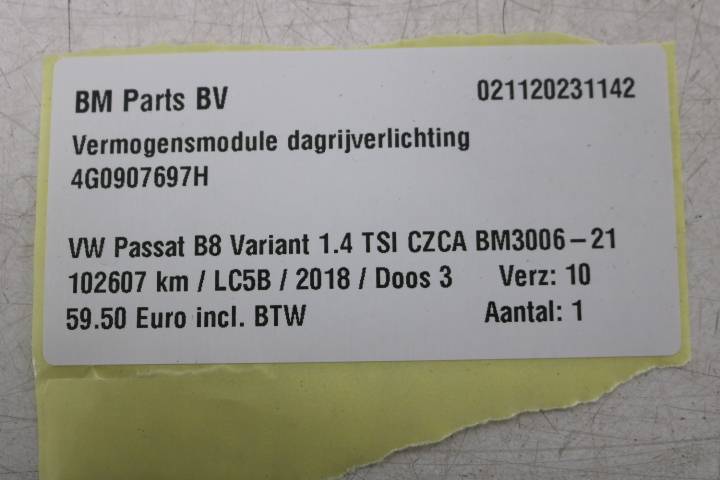 BM Parts BV 021120231142
Vermogensmodule dagrijverlichting
4G0907697H
VW Passat B8 Variant 1.4 TSI CZCA BM3006-21
102607 km / LC5B / 2018 / Doos 3 Verz: 10
59.50 Euro incl. BTW Aantal: 1